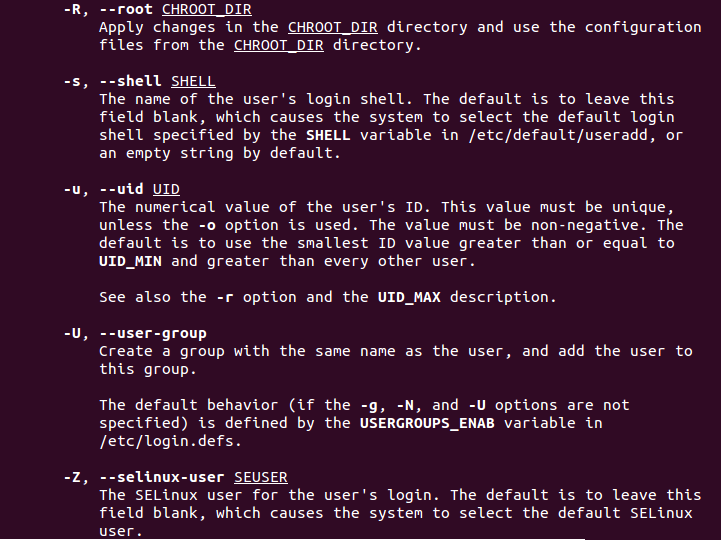 -R, --root CHROOT_DIR
Apply changes in the CHROOT_DIR directory and use the configuration
files from the CHROOT_DIR directory.
-s, --shell SHELL
The name of the user's login shell. The default is to leave this
field blank, which causes the system to select the default login
shell specified by the SHELL variable in /etc/default/useradd, or
an empty string by default.
-u, --uid UID
The numerical value of the user's ID. This value must be unique,
unless the -o option is used. The value must be non-negative. The
default is to use the smallest ID value greater than or equal to
UID_MIN and greater than every other user.
See also the -r option and the UID_MAX description.
-U, --user-group
Create a group with the same name as the user, and add the user to
this group.
The default behavior (if the -g, -N, and -U options are not
specified) is defined by the USERGROUPS_ENAB variable in
/etc/login.defs.
-Z, --selinux-user SEUSER
The SELinux user for the user's login. The default is to leave this
field blank, which causes the system to select the default SELinux
user.